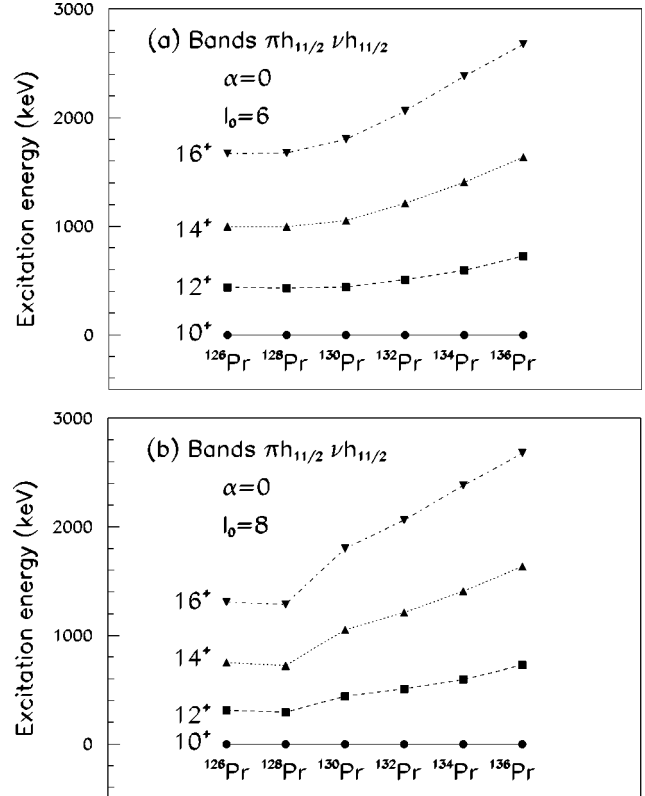 3000
(a) Bands πh₁₁/₂ νh₁₁/₂
α=0
I₀=6
2000
16⁺
14⁺
1000
12⁺
10⁺
0
¹²⁶Pr ¹²⁸Pr ¹³⁰Pr ¹³²Pr ¹³⁴Pr ¹³⁶Pr
Excitation energy (keV)
3000
(b) Bands πh₁₁/₂ νh₁₁/₂
α=0
I₀=8
2000
16⁺
1000
14⁺
12⁺
10⁺
0
¹²⁶Pr ¹²⁸Pr ¹³⁰Pr ¹³²Pr ¹³⁴Pr ¹³⁶Pr
Excitation energy (keV)